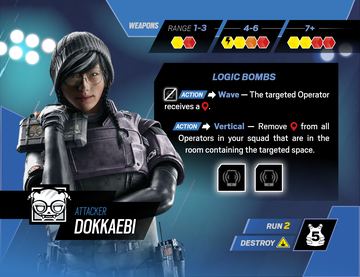 WEAPONS
RANGE 1-3
4-6
7+
LOGIC BOMBS
ACTION Wave — The targeted Operator
receives a .
ACTION Vertical — Remove from all
Operators in your squad that are in the
room containing the targeted space.
ATTACKER
DOKKAEBI
RUN 2
DESTROY
5